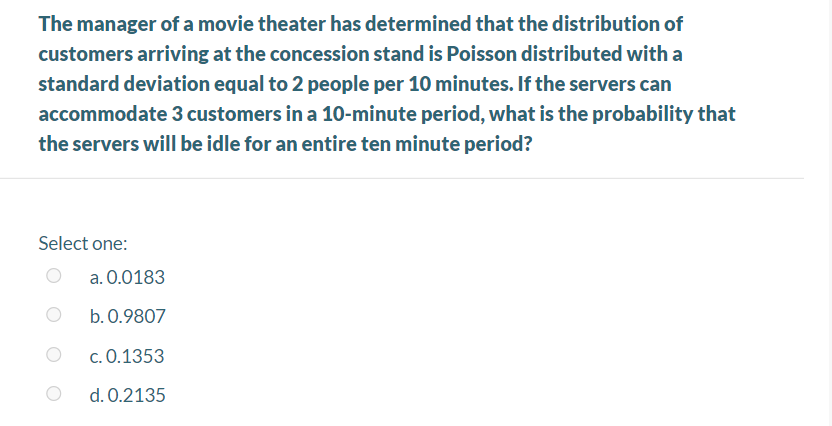 The manager of a movie theater has determined that the distribution of
customers arriving at the concession stand is Poisson distributed with a
standard deviation equal to 2 people per 10 minutes. If the servers can
accommodate 3 customers in a 10-minute period, what is the probability that
the servers will be idle for an entire ten minute period?
Select one:
a. 0.0183
b. 0.9807
c. 0.1353
d. 0.2135